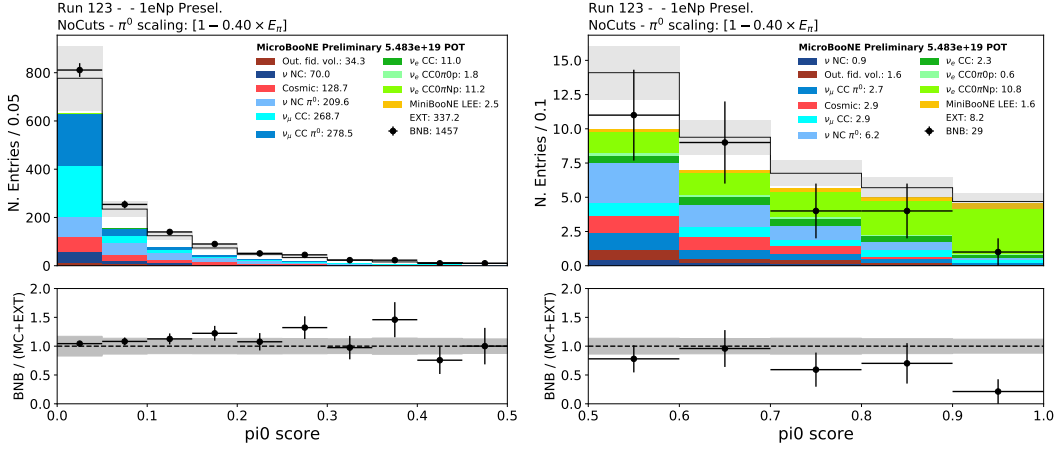 Run 123 - - 1eNp Presel.
NoCuts - π⁰ scaling: [1 − 0.40 × E_π]
MicroBooNE Preliminary 5.483e+19 POT
Out. fid. vol.: 34.3
ν NC: 70.0
Cosmic: 128.7
ν NC π⁰: 209.6
ν_μ CC: 268.7
ν_μ CC π⁰: 278.5
ν_e CC: 11.0
ν_e CC0π0p: 1.8
ν_e CC0πNp: 11.2
MiniBooNE LEE: 2.5
EXT: 337.2
BNB: 1457
N. Entries / 0.05
800
600
400
200
0
BNB / (MC+EXT)
2.0
1.5
1.0
0.5
0.0
0.0 0.1 0.2 0.3 0.4 0.5
pi0 score
Run 123 - - 1eNp Presel.
NoCuts - π⁰ scaling: [1 − 0.40 × E_π]
MicroBooNE Preliminary 5.483e+19 POT
ν NC: 0.9
Out. fid. vol.: 1.6
ν_μ CC π⁰: 2.7
Cosmic: 2.9
ν_μ CC: 2.9
ν NC π⁰: 6.2
ν_e CC: 2.3
ν_e CC0π0p: 0.6
ν_e CC0πNp: 10.8
MiniBooNE LEE: 1.6
EXT: 8.2
BNB: 29
N. Entries / 0.1
15.0
12.5
10.0
7.5
5.0
2.5
0.0
BNB / (MC+EXT)
2.0
1.5
1.0
0.5
0.0
0.5 0.6 0.7 0.8 0.9 1.0
pi0 score